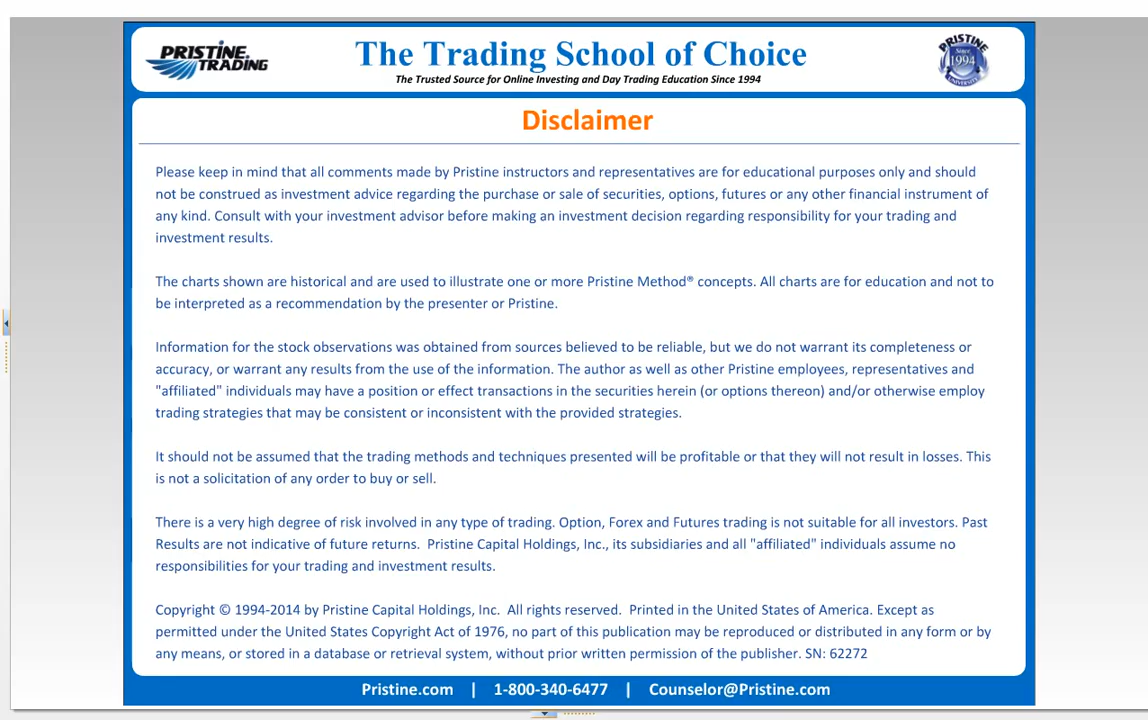 PRISTINE TRADING
The Trading School of Choice
The Trusted Source for Online Investing and Day Trading Education Since 1994
PRISTINE
Since
1994
UNIVERSITY
Disclaimer
Please keep in mind that all comments made by Pristine instructors and representatives are for educational purposes only and should
not be construed as investment advice regarding the purchase or sale of securities, options, futures or any other financial instrument of
any kind. Consult with your investment advisor before making an investment decision regarding responsibility for your trading and
investment results.
The charts shown are historical and are used to illustrate one or more Pristine Method® concepts. All charts are for education and not to
be interpreted as a recommendation by the presenter or Pristine.
Information for the stock observations was obtained from sources believed to be reliable, but we do not warrant its completeness or
accuracy, or warrant any results from the use of the information. The author as well as other Pristine employees, representatives and
"affiliated" individuals may have a position or effect transactions in the securities herein (or options thereon) and/or otherwise employ
trading strategies that may be consistent or inconsistent with the provided strategies.
It should not be assumed that the trading methods and techniques presented will be profitable or that they will not result in losses. This
is not a solicitation of any order to buy or sell.
There is a very high degree of risk involved in any type of trading. Option, Forex and Futures trading is not suitable for all investors. Past
Results are not indicative of future returns.  Pristine Capital Holdings, Inc., its subsidiaries and all "affiliated" individuals assume no
responsibilities for your trading and investment results.
Copyright © 1994-2014 by Pristine Capital Holdings, Inc.  All rights reserved.  Printed in the United States of America. Except as
permitted under the United States Copyright Act of 1976, no part of this publication may be reproduced or distributed in any form or by
any means, or stored in a database or retrieval system, without prior written permission of the publisher. SN: 62272
Pristine.com | 1-800-340-6477 | Counselor@Pristine.com